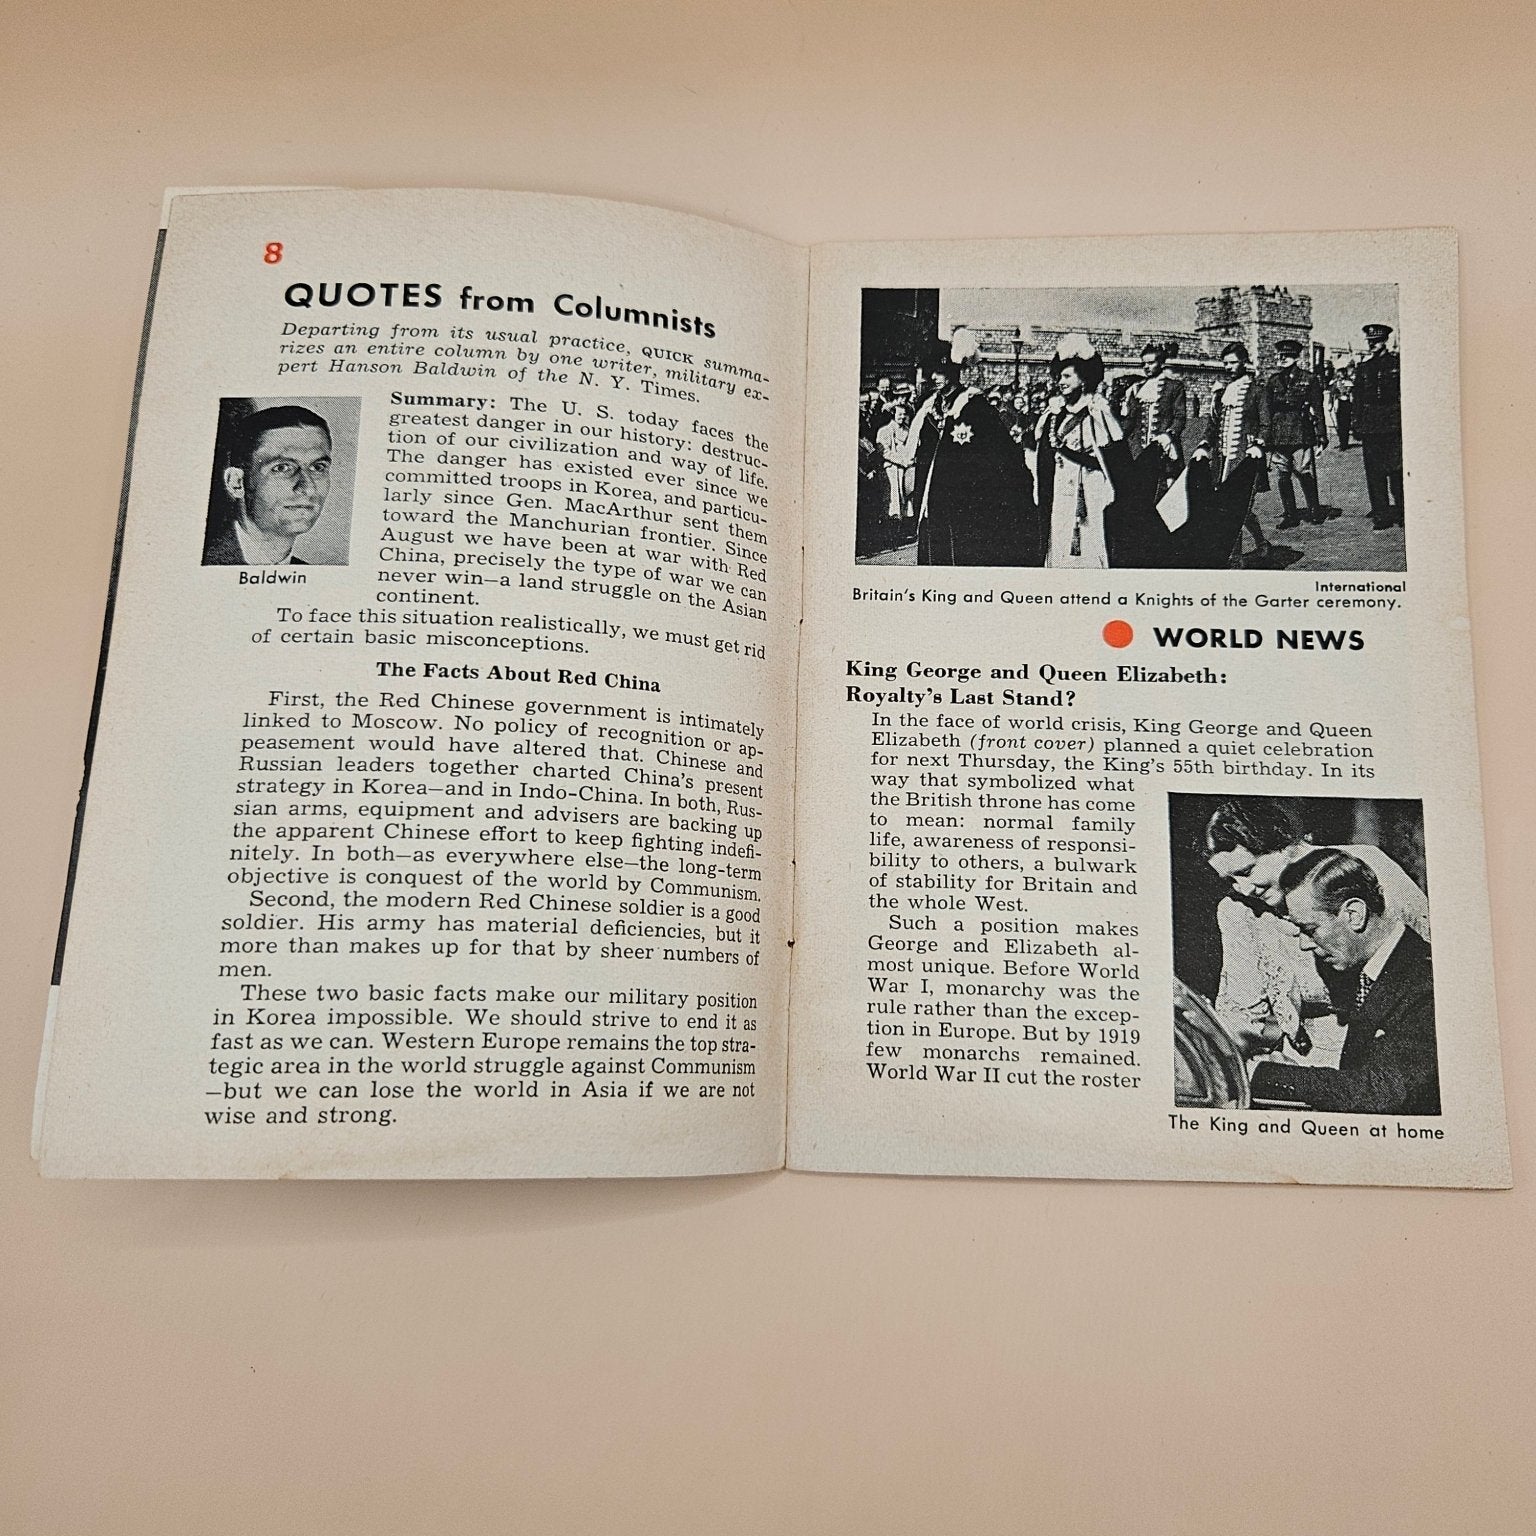 8
QUOTES from Columnists
Departing from its usual practice, QUICK summa-
rizes an entire column by one writer, military ex-
pert Hanson Baldwin of the N. Y. Times.
Summary: The U. S. today faces the
greatest danger in our history: destruc-
tion of our civilization and way of life.
The danger has existed ever since we
committed troops in Korea, and particu-
larly since Gen. MacArthur sent them
toward the Manchurian frontier. Since
August we have been at war with Red
China, precisely the type of war we can
never win—a land struggle on the Asian
continent.
Baldwin
To face this situation realistically, we must get rid
of certain basic misconceptions.
The Facts About Red China
First, the Red Chinese government is intimately
linked to Moscow. No policy of recognition or ap-
peasement would have altered that. Chinese and
Russian leaders together charted China's present
strategy in Korea—and in Indo-China. In both, Rus-
sian arms, equipment and advisers are backing up
the apparent Chinese effort to keep fighting indefi-
nitely. In both—as everywhere else—the long-term
objective is conquest of the world by Communism.
Second, the modern Red Chinese soldier is a good
soldier. His army has material deficiencies, but it
more than makes up for that by sheer numbers of
men.
These two basic facts make our military position
in Korea impossible. We should strive to end it as
fast as we can. Western Europe remains the top stra-
tegic area in the world struggle against Communism
—but we can lose the world in Asia if we are not
wise and strong.
International
Britain's King and Queen attend a Knights of the Garter ceremony.
WORLD NEWS
King George and Queen Elizabeth:
Royalty's Last Stand?
In the face of world crisis, King George and Queen
Elizabeth (front cover) planned a quiet celebration
for next Thursday, the King's 55th birthday. In its
way that symbolized what
the British throne has come
to mean: normal family
life, awareness of responsi-
bility to others, a bulwark
of stability for Britain and
the whole West.
Such a position makes
George and Elizabeth al-
most unique. Before World
War I, monarchy was the
rule rather than the excep-
tion in Europe. But by 1919
few monarchs remained.
World War II cut the roster
The King and Queen at home